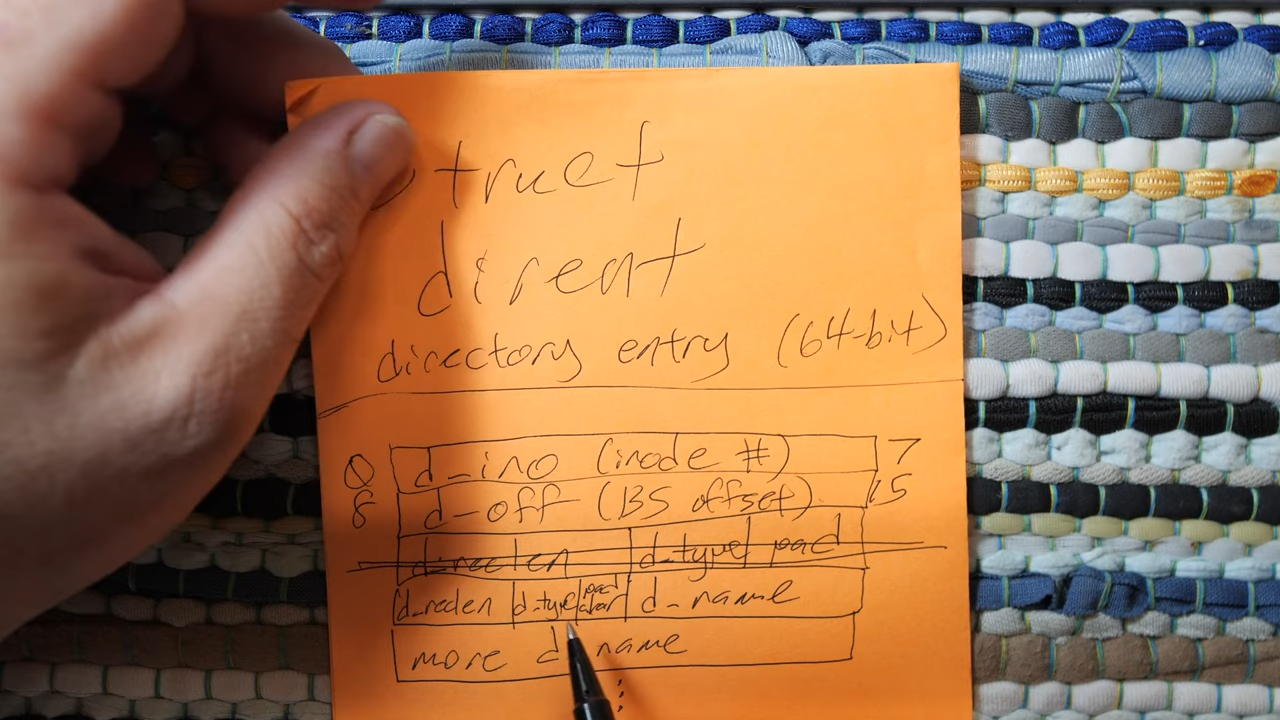 struct
dirent
directory entry (64-bit)
0 d_ino (inode #) 7
8 d_off (BS offset) 15
d_reclen d_type pad
d_reclen d_type pad char d_name
more d_name